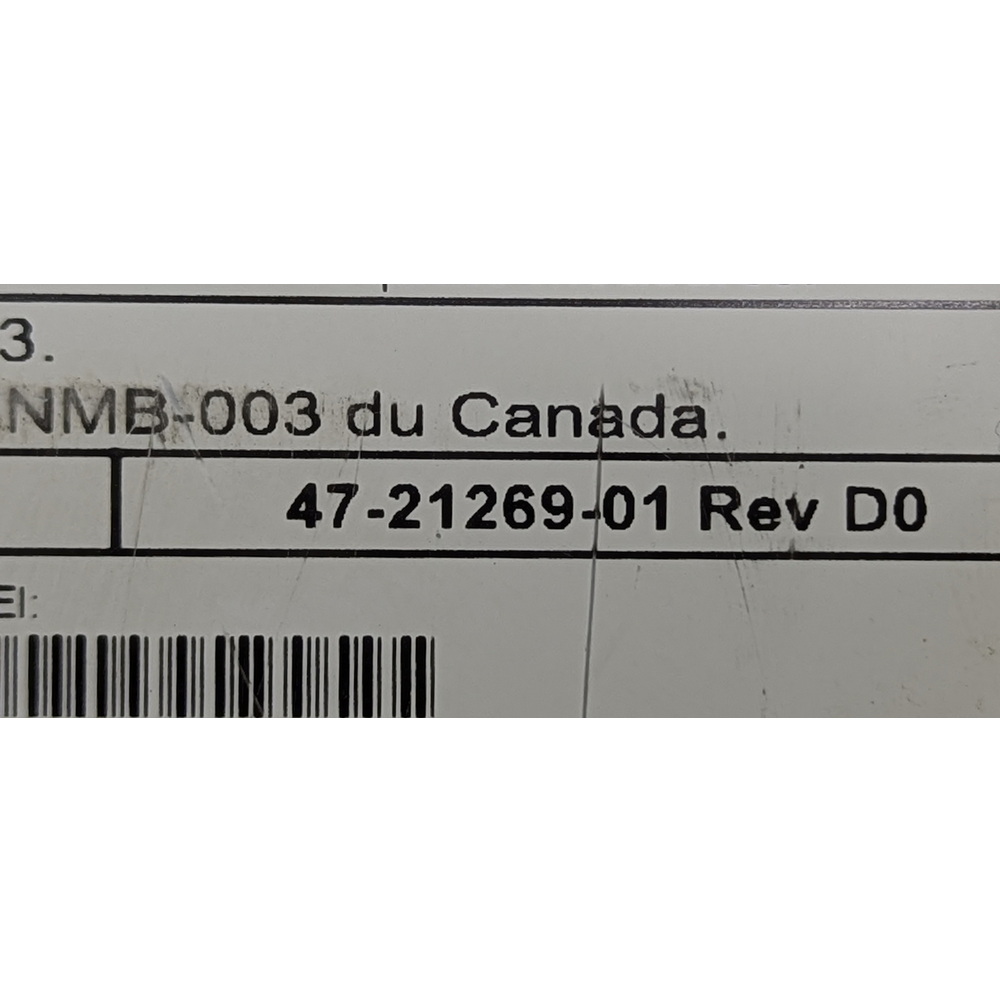 3.
NMB-003 du Canada.
47-21269-01 Rev D0
EI: